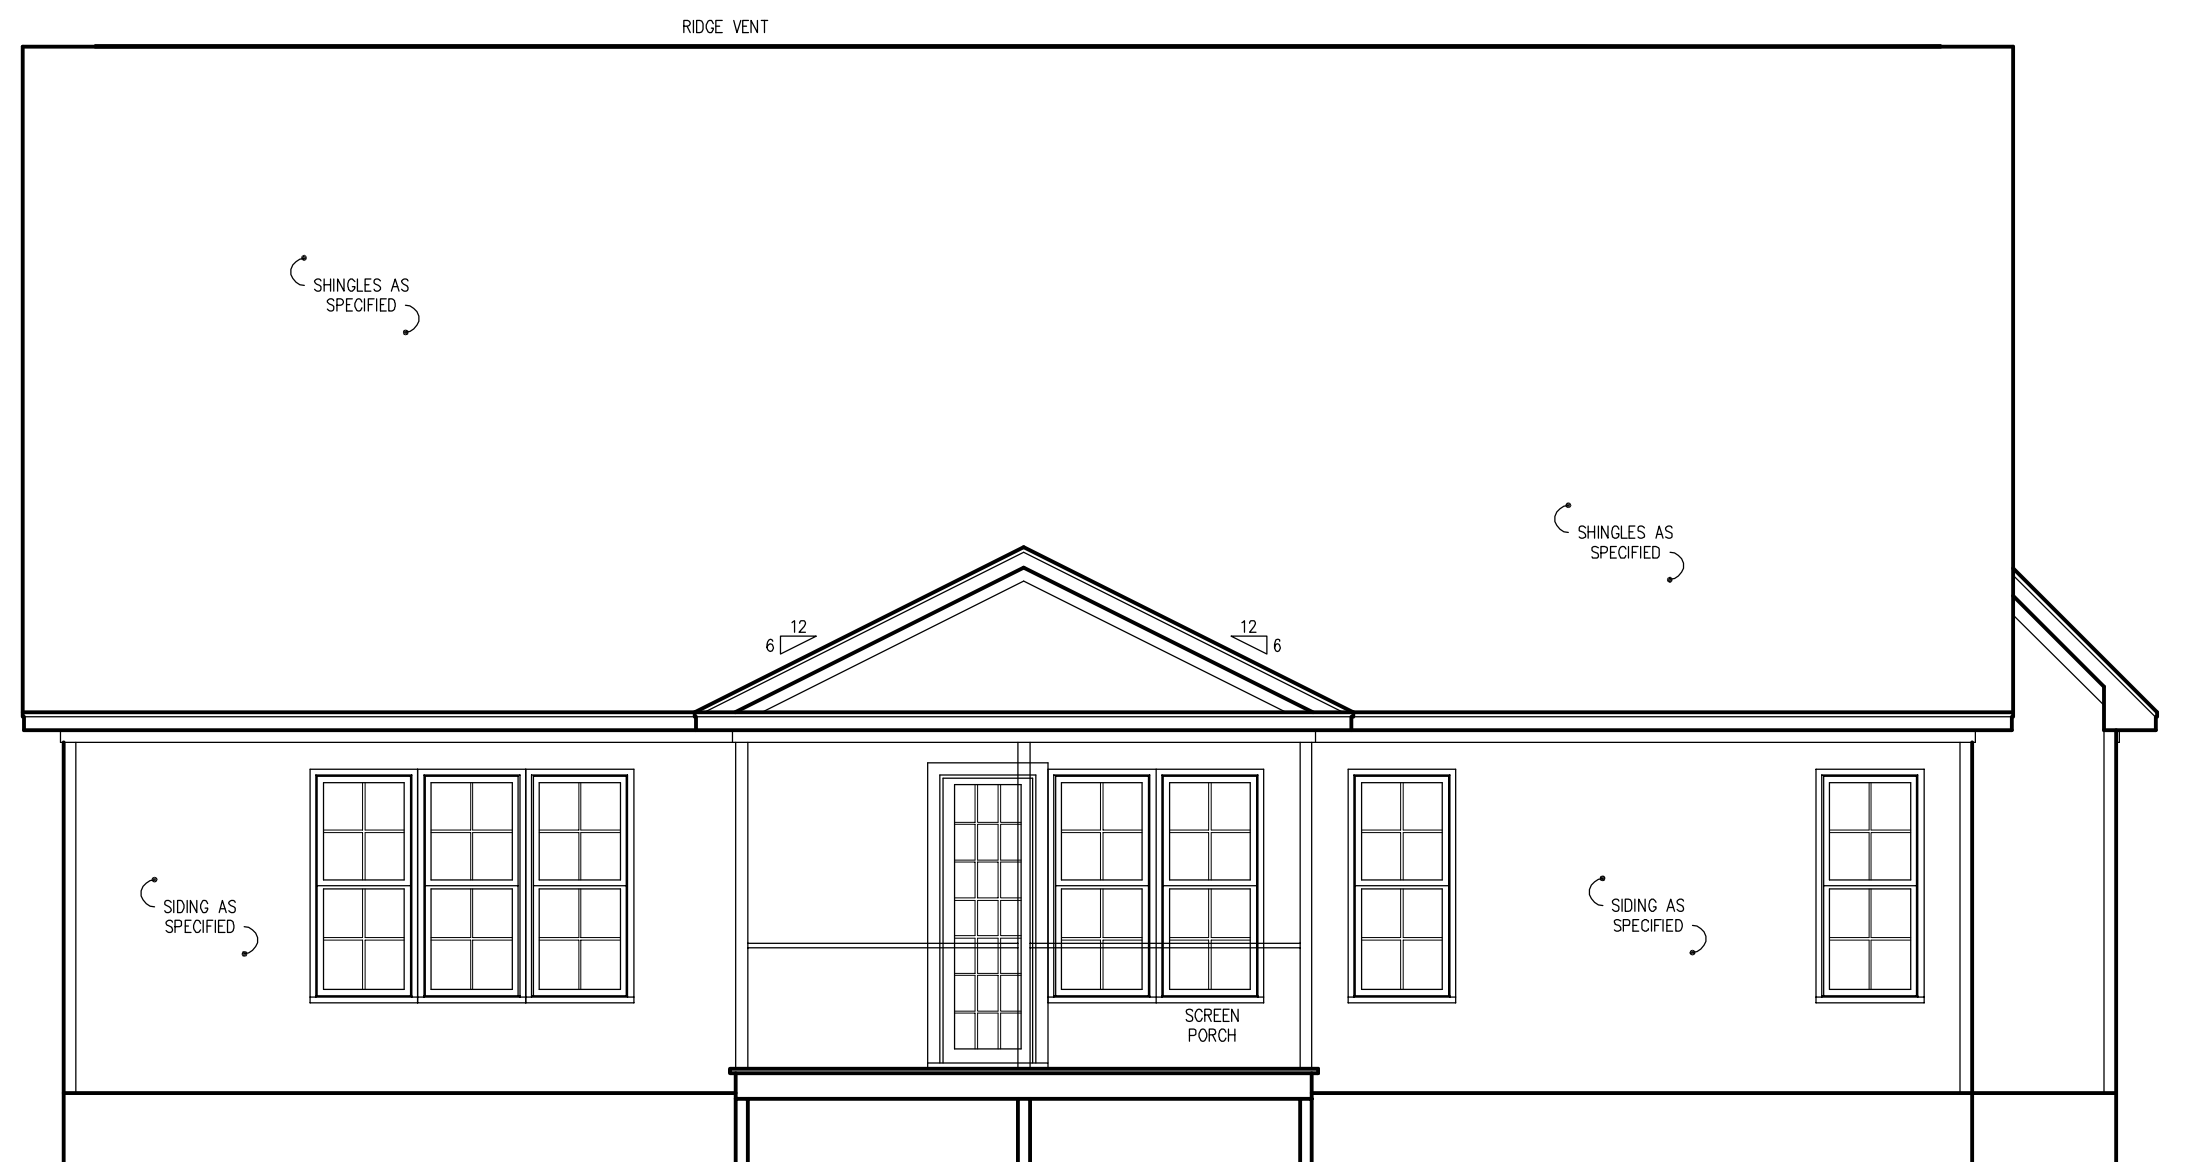 RIDGE VENT
SHINGLES AS
SPECIFIED
SHINGLES AS
SPECIFIED
12
6
12
6
SIDING AS
SPECIFIED
SIDING AS
SPECIFIED
SCREEN
PORCH